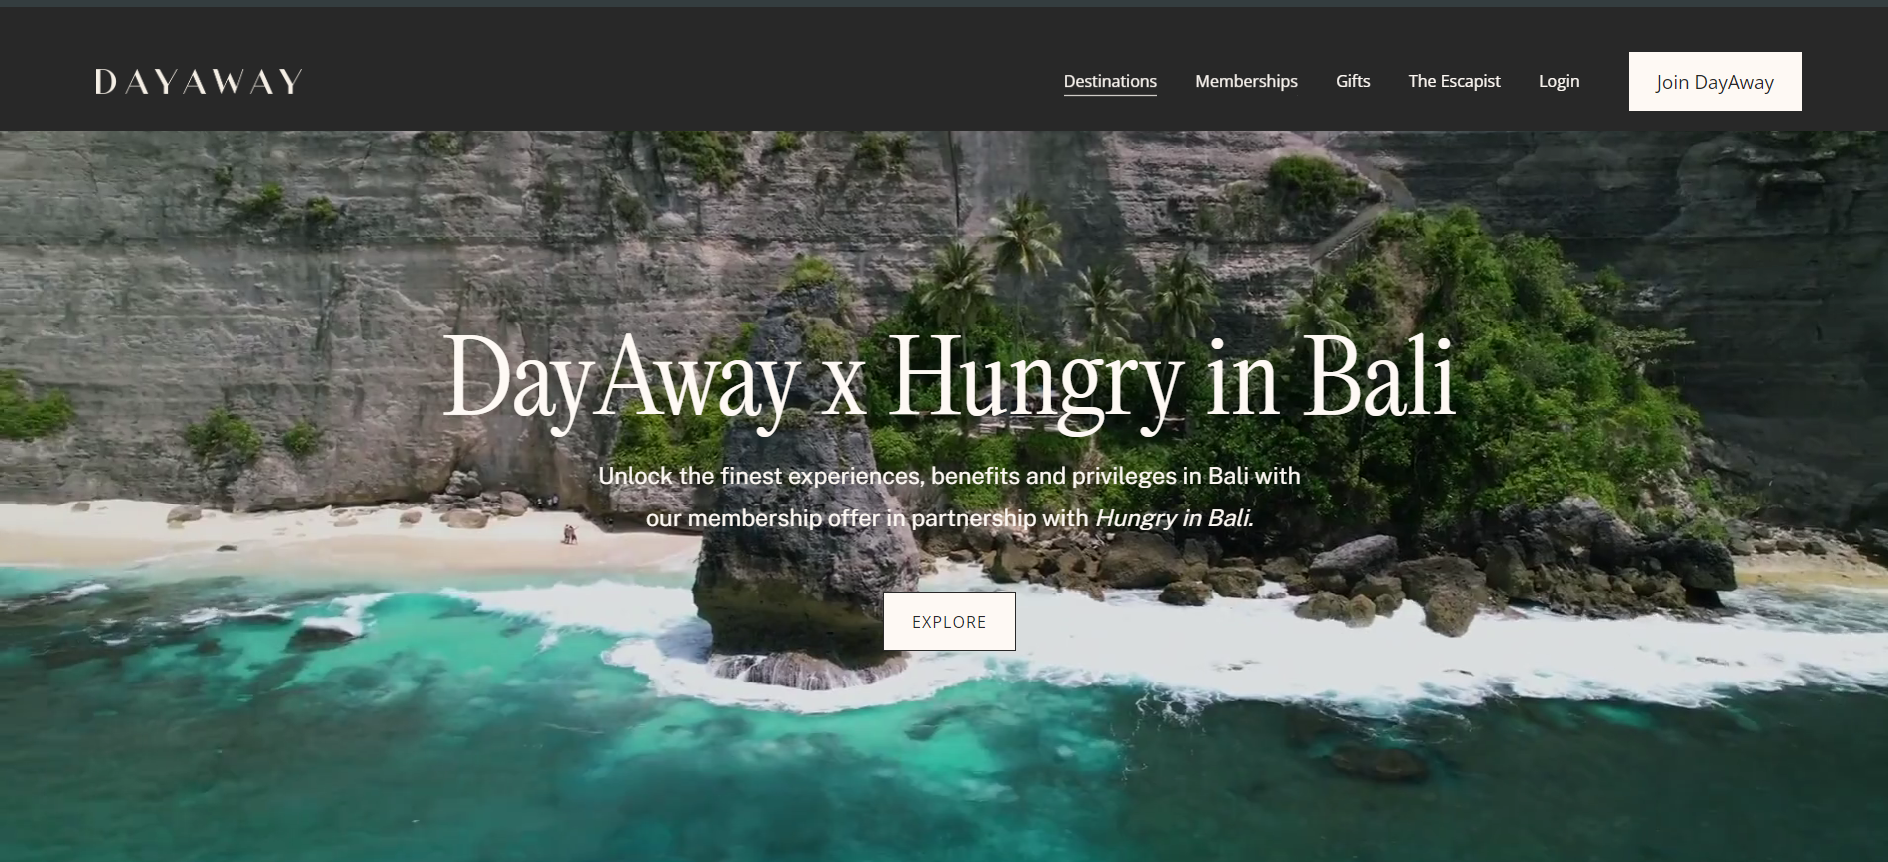 DAYAWAY
Destinations
Memberships
Gifts
The Escapist
Login
Join DayAway
DayAway x Hungry in Bali
Unlock the finest experiences, benefits and privileges in Bali with
our membership offer in partnership with Hungry in Bali.
EXPLORE